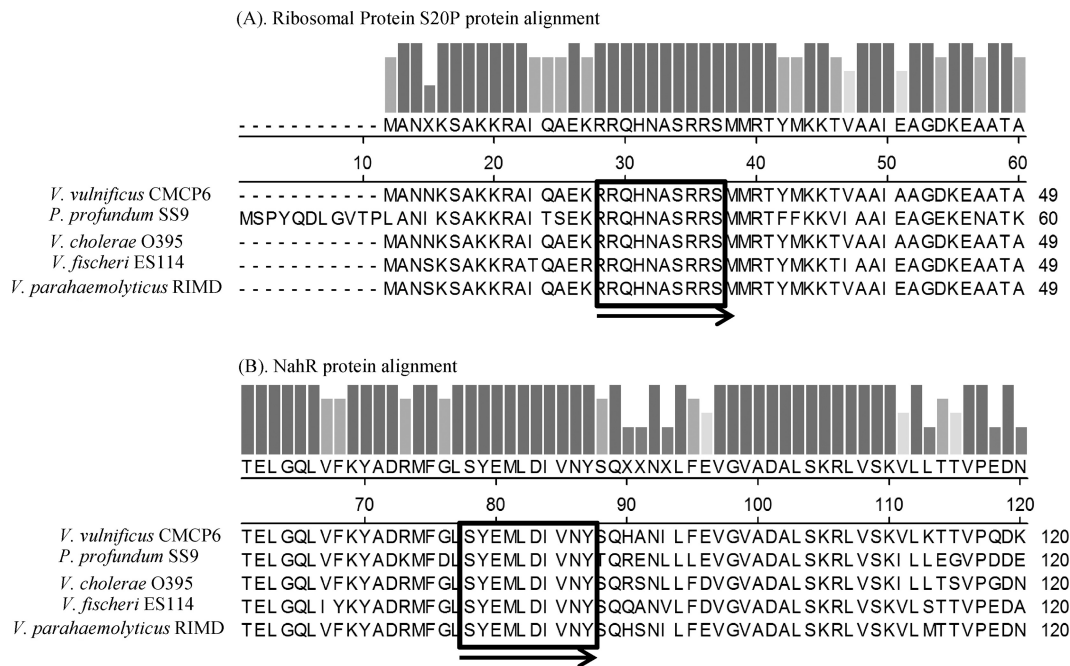 (A). Ribosomal Protein S20P protein alignment
- - - - - - - - - - - MANXKSAKKRAIQAEKRRQHNASRRSMMRTYMKKTVAAIEAGDKEAATA
10 20 30 40 50 60
V. vulnificus CMCP6 - - - - - - - - - - - MANNKSAKKRAIQAEKRRQHNASRRSMMRTYMKKTVAAIAAGDKEAATA 49
P. profundum SS9 MSPYQDLGVTPLANIKSAKKRAITSEKRRQHNASRRSMMRTFFKKVIAAIEAGEKENATK 60
V. cholerae O395 - - - - - - - - - - - MANNKSAKKRAIQAEKRRQHNASRRSMMRTYMKKTVAAIAAGDKEAATA 49
V. fischeri ES114 - - - - - - - - - - - MANSKSAKKRATQAERRRQHNASRRSMMRTYMKKTIAAIEAGDKEAATA 49
V. parahaemolyticus RIMD - - - - - - - - - - - MANSKSAKKRAIQAEKRRQHNASRRSMMRTYMKKTVAAIEAGDKEAATA 49
(B). NahR protein alignment
TELGQLVFKYADRMFGLSYEMLDIVNYSQXXNXLFEVGVADALSKRLVSKVLLTTVPEDN
70 80 90 100 110 120
V. vulnificus CMCP6 TELGQLVFKYADRMFGLSYEMLDIVNYSQHANILFEVGVADALSKRLVSKVLKTTVPQDK 120
P. profundum SS9 TELGQLVFKYADKMFDLSYEMLDIVNYTQRENLLLEVGVADALSKRLVSKILLEGVPDDE 120
V. cholerae O395 TELGQLVFKYADRMFGLSYEMLDIVNYSQRSNLLFDVGVADALSKRLVSKVLLTSVPGDN 120
V. fischeri ES114 TELGQLIYKYADRMFGLSYEMLDIVNYSQQANVLFDVGVADALSKRLVSKVLSTTVPEDA 120
V. parahaemolyticus RIMD TELGQLVFKYADRMFGLSYEMLDIVNYSQHSNILFEVGVADALSKRLVSKVLMTTVPEDN 120